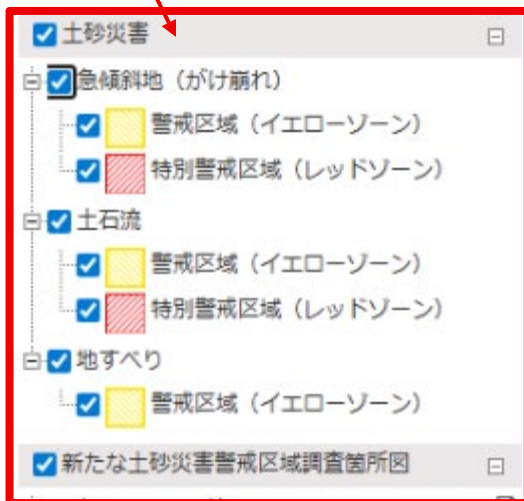 土砂災害
急傾斜地（がけ崩れ）
警戒区域（イエローゾーン）
特別警戒区域（レッドゾーン）
土石流
警戒区域（イエローゾーン）
特別警戒区域（レッドゾーン）
地すべり
警戒区域（イエローゾーン）
新たな土砂災害警戒区域調査箇所図